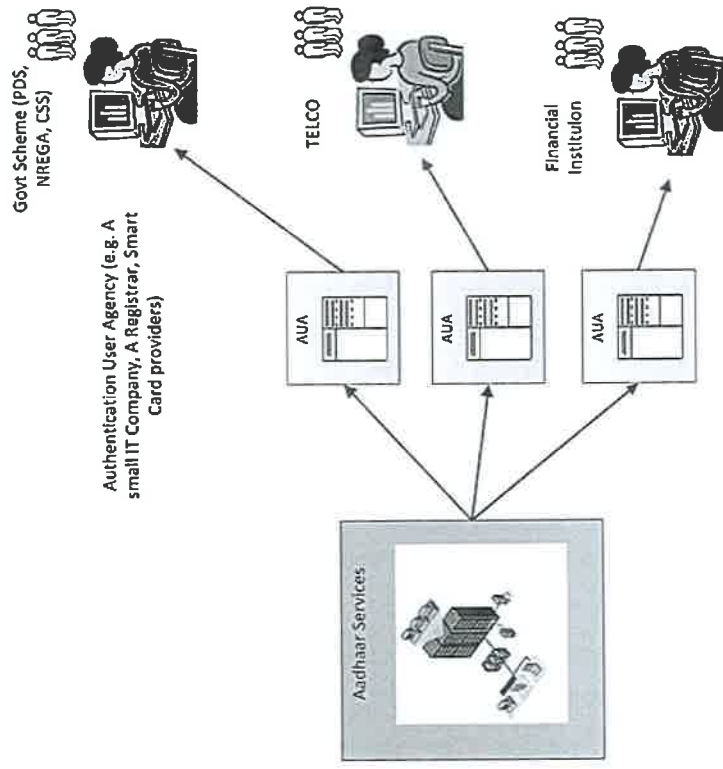 Govt Scheme (PDS,
NREGA, CSS)
Authentication User Agency (e.g. A
small IT Company, A Registrar, Smart
Card providers)
TELCO
Financial
Institution
AUA
AUA
AUA
Aadhaar Services